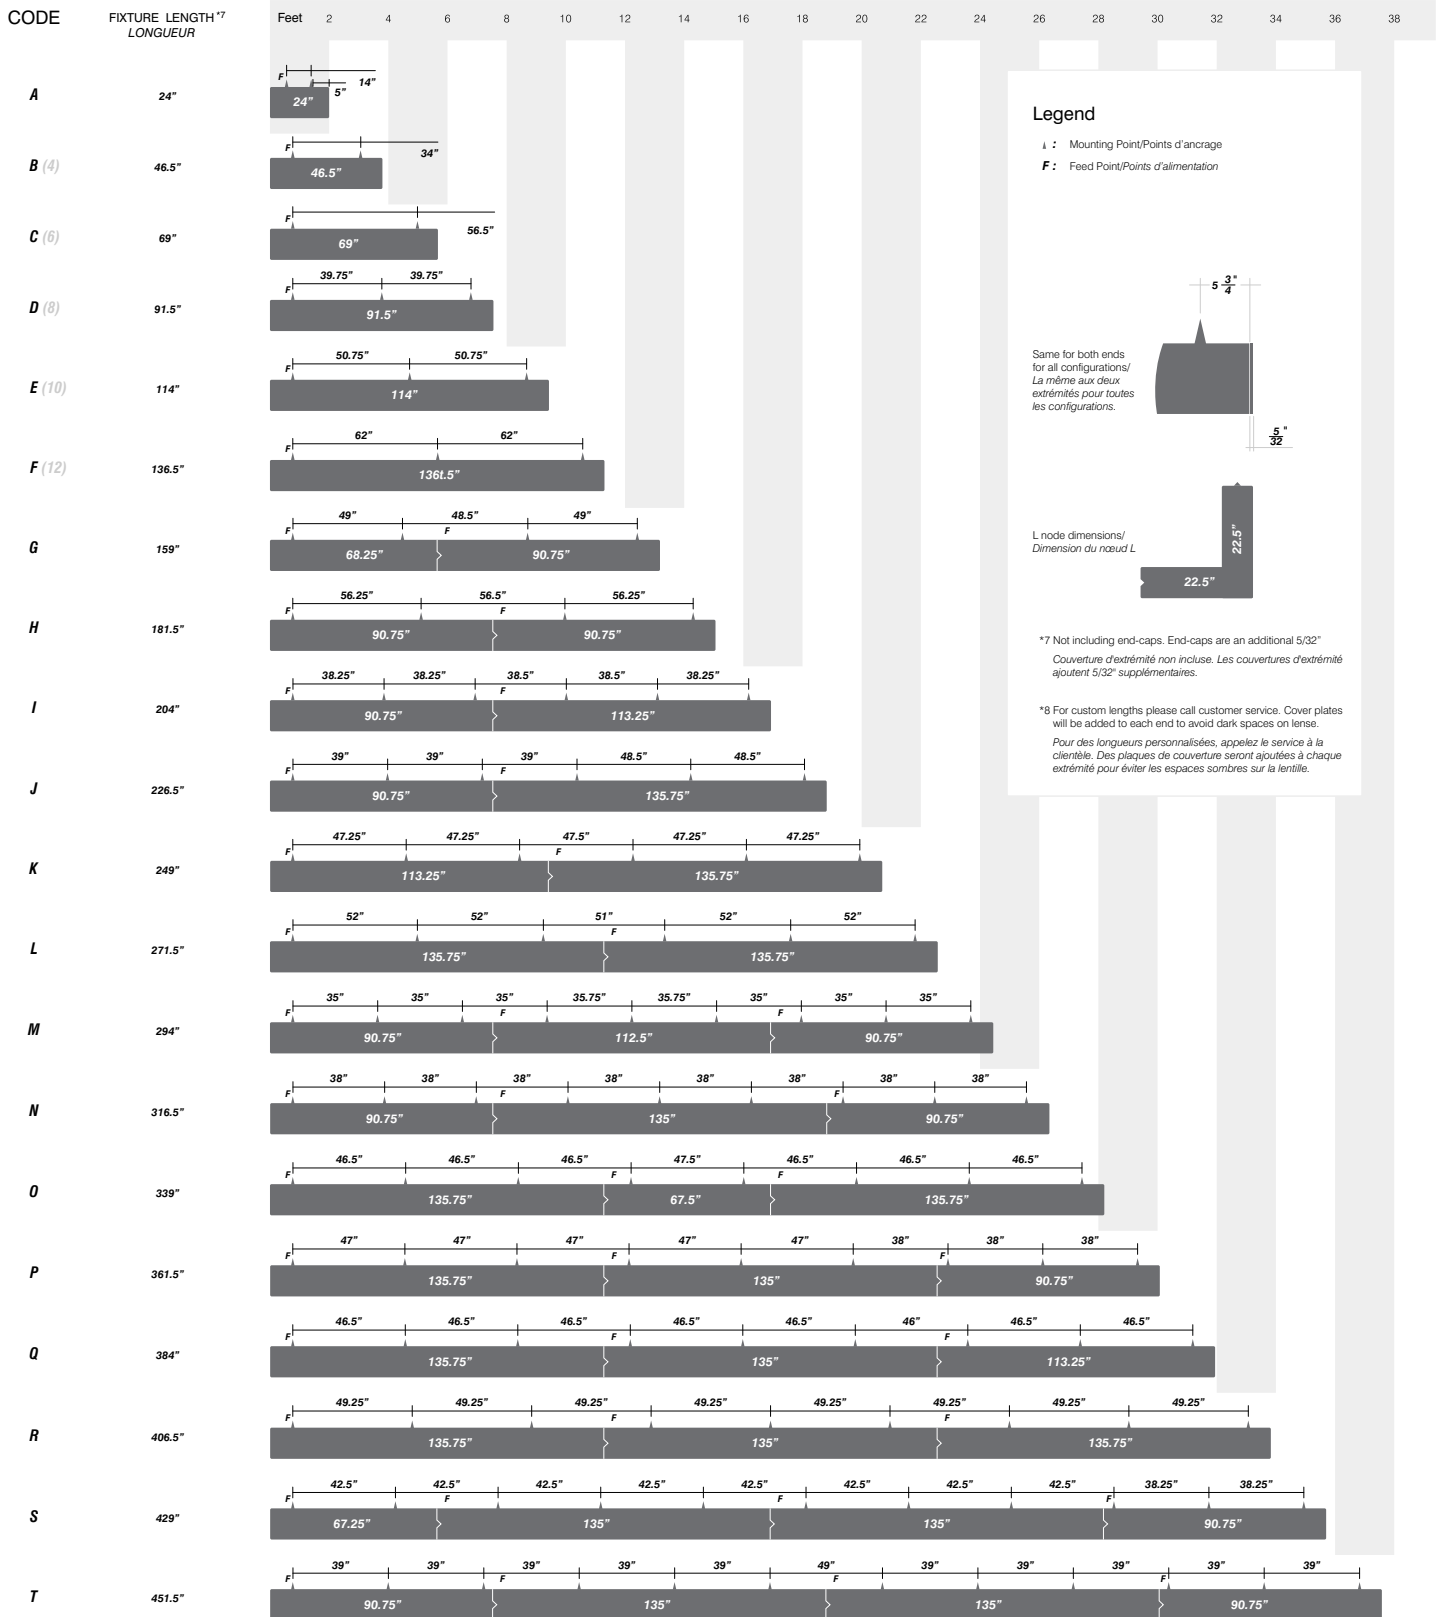 CODE
FIXTURE LENGTH *7
LONGUEUR
Feet 2 4 6 8 10 12 14 16 18 20 22 24 26 28 30 32 34 36 38
F 14" 5"
A 24" 24"
F 34"
B (4) 46.5" 46.5"
F 56.5"
C (6) 69" 69"
39.75" 39.75"
F
D (8) 91.5" 91.5"
50.75" 50.75"
F
E (10) 114" 114"
62" 62"
F
F (12) 136.5" 136t.5"
49" 48.5" 49"
F F
G 159" 68.25" 90.75"
56.25" 56.5" 56.25"
F F
H 181.5" 90.75" 90.75"
38.25" 38.25" 38.5" 38.5" 38.25"
F F
I 204" 90.75" 113.25"
39" 39" 39" 48.5" 48.5"
F F
J 226.5" 90.75" 135.75"
47.25" 47.25" 47.5" 47.25" 47.25"
F F
K 249" 113.25" 135.75"
52" 52" 51" 52" 52"
F F
L 271.5" 135.75" 135.75"
35" 35" 35" 35.75" 35.75" 35" 35" 35"
F F F
M 294" 90.75" 112.5" 90.75"
38" 38" 38" 38" 38" 38" 38" 38"
F F F
N 316.5" 90.75" 135" 90.75"
46.5" 46.5" 46.5" 47.5" 46.5" 46.5" 46.5"
F F F
O 339" 135.75" 67.5" 135.75"
47" 47" 47" 47" 47" 38" 38" 38"
F F F
P 361.5" 135.75" 135" 90.75"
46.5" 46.5" 46.5" 46.5" 46.5" 46" 46.5" 46.5"
F F F
Q 384" 135.75" 135" 113.25"
49.25" 49.25" 49.25" 49.25" 49.25" 49.25" 49.25" 49.25"
F F F
R 406.5" 135.75" 135" 135.75"
42.5" 42.5" 42.5" 42.5" 42.5" 42.5" 42.5" 42.5" 38.25" 38.25"
F F F F
S 429" 67.25" 135" 135" 90.75"
39" 39" 39" 39" 39" 49" 39" 39" 39" 39" 39"
F F F F
T 451.5" 90.75" 135" 135" 90.75"
Legend
: Mounting Point/Points d'ancrage
F : Feed Point/Points d'alimentation
5 3/4"
Same for both ends
for all configurations/
La même aux deux
extrémités pour toutes
les configurations.
5/32"
L node dimensions/
Dimension du nœud L
22.5"
22.5"
*7 Not including end-caps. End-caps are an additional 5/32"
Couverture d'extrémité non incluse. Les couvertures d'extrémité
ajoutent 5/32" supplémentaires.
*8 For custom lengths please call customer service. Cover plates
will be added to each end to avoid dark spaces on lense.
Pour des longueurs personnalisées, appelez le service à la
clientèle. Des plaques de couverture seront ajoutées à chaque
extrémité pour éviter les espaces sombres sur la lentille.